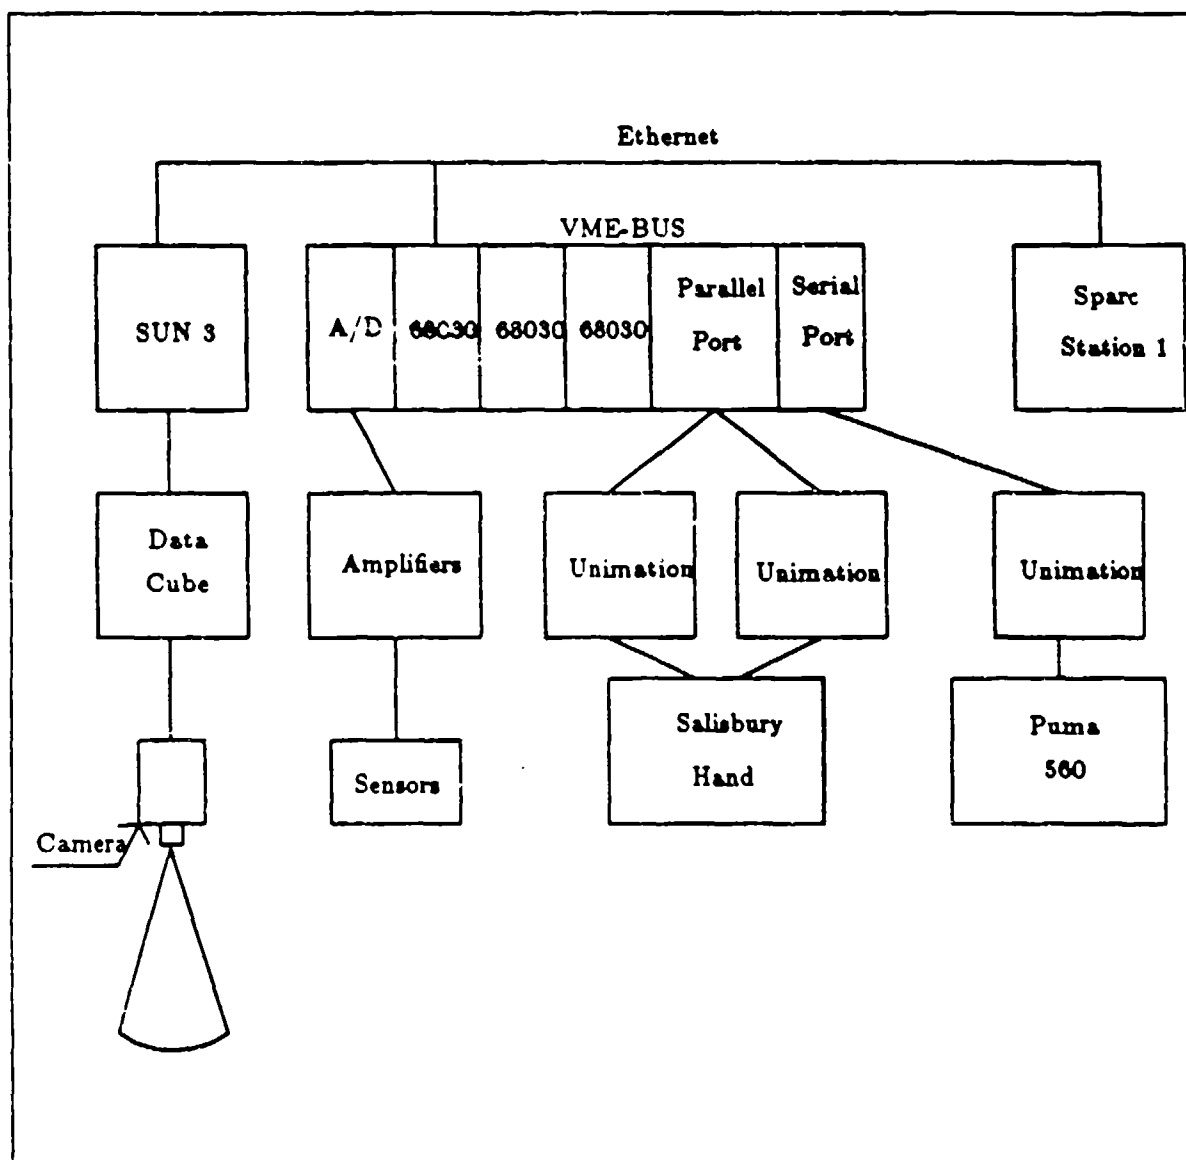 Ethernet
VME-BUS
SUN 3
A/D
68030
68030
68030
Parallel
Port
Serial
Port
Sparc
Station 1
Data
Cube
Amplifiers
Unimation
Unimation
Unimation
Camera
Sensors
Salisbury
Hand
Puma
560